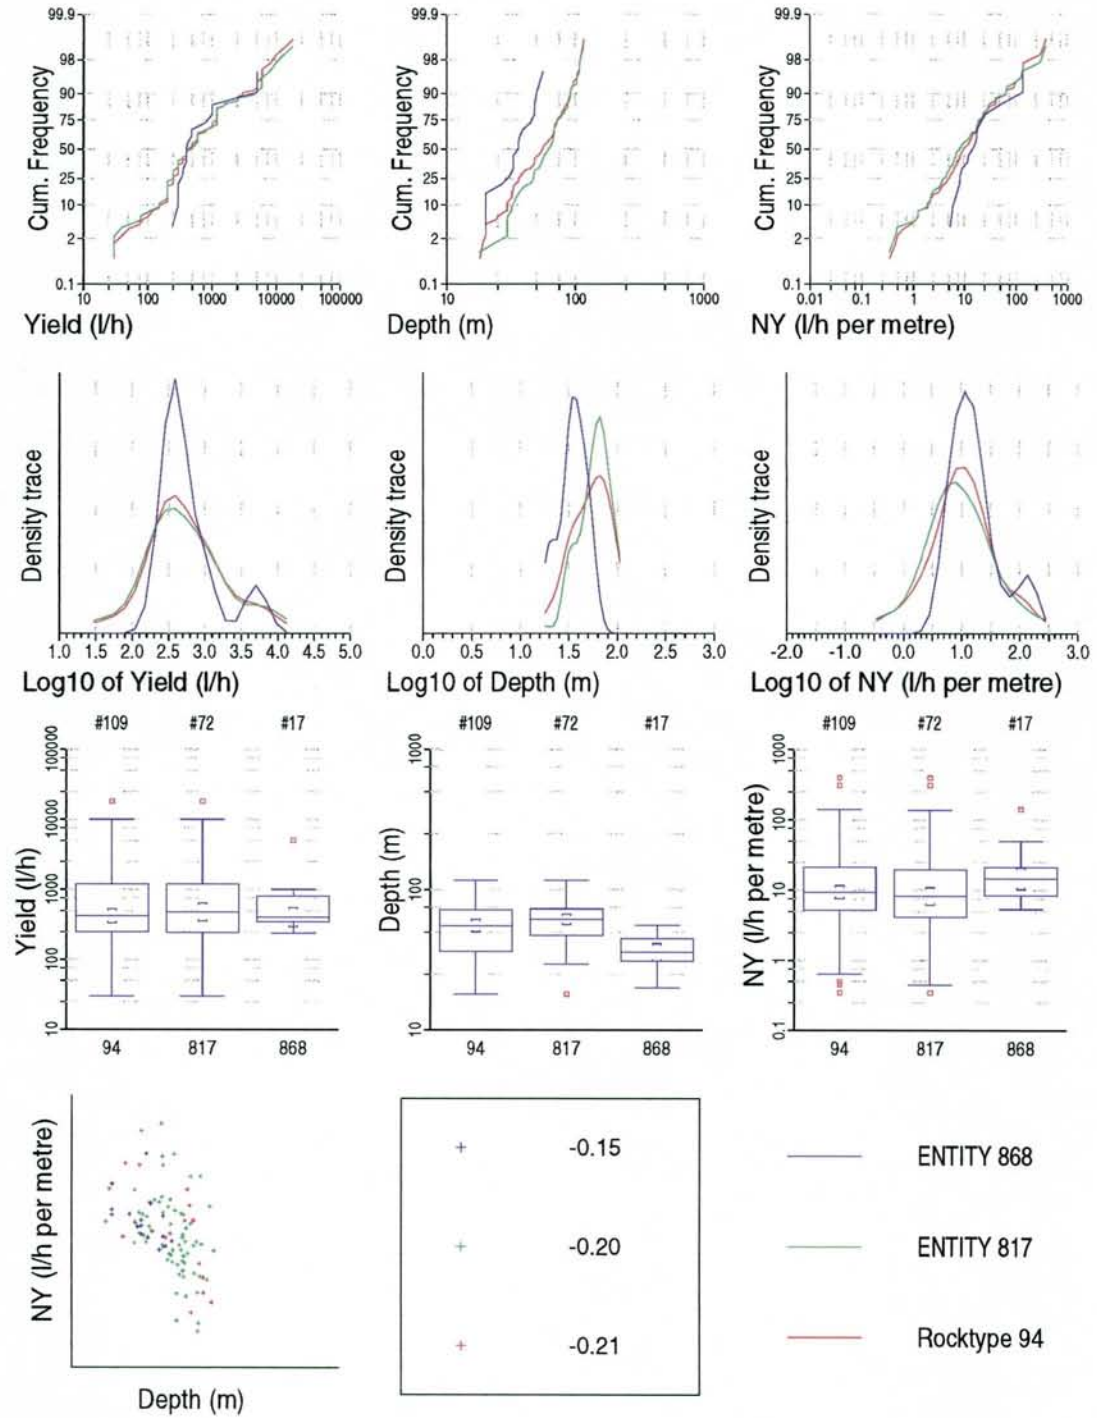 99.9
98
90
75
50
25
10
2
0.1
Cum. Frequency
10 100 1000 10000 100000
Yield (l/h)
99.9
98
90
75
50
25
10
2
0.1
Cum. Frequency
10 100 1000
Depth (m)
99.9
98
90
75
50
25
10
2
0.1
Cum. Frequency
0.01 0.1 1 10 100 1000
NY (l/h per metre)
Density trace
1.0 1.5 2.0 2.5 3.0 3.5 4.0 4.5 5.0
Log10 of Yield (l/h)
Density trace
0.0 0.5 1.0 1.5 2.0 2.5 3.0
Log10 of Depth (m)
Density trace
-2.0 -1.0 0.0 1.0 2.0 3.0
Log10 of NY (l/h per metre)
#109 #72 #17
100000
10000
1000
100
10
Yield (l/h)
94 817 868
#109 #72 #17
1000
100
10
Depth (m)
94 817 868
#109 #72 #17
1000
100
10
1
0.1
NY (l/h per metre)
94 817 868
NY (l/h per metre)
Depth (m)
-0.15
-0.20
-0.21
ENTITY 868
ENTITY 817
Rocktype 94